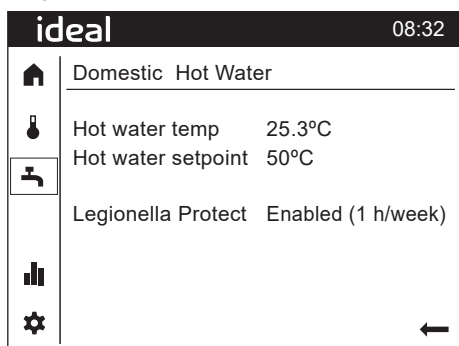 ideal 08:32
Domestic Hot Water
Hot water temp 25.3ºC
Hot water setpoint 50ºC
Legionella Protect Enabled (1 h/week)